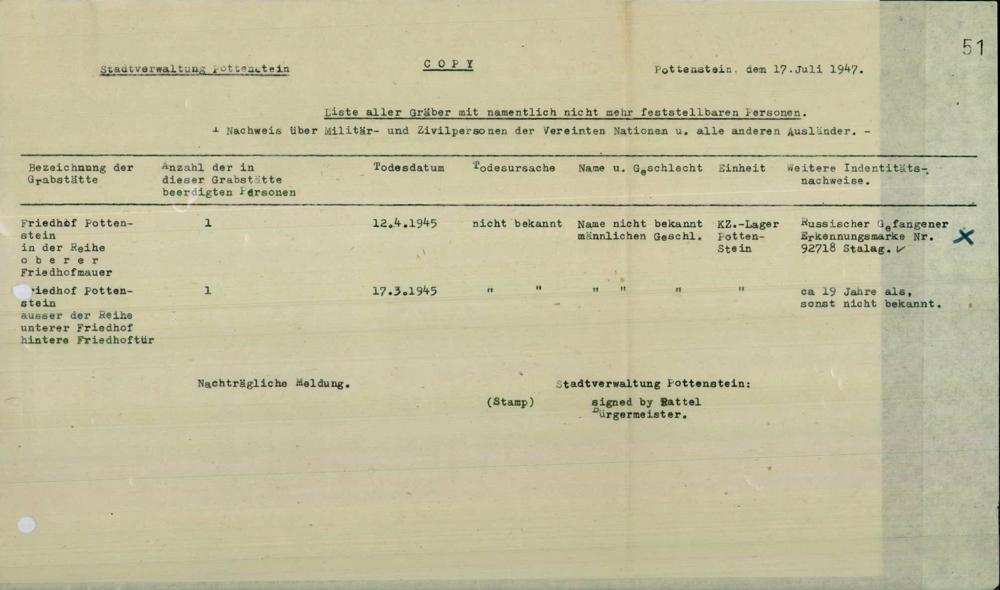 51
Stadtverwaltung Pottenstein C O P Y Pottenstein, dem 17.Juli 1947.
Liste aller Gräber mit namentlich nicht mehr feststellbaren Personen.
- Nachweis über Militär- und Zivilpersonen der Vereinten Nationen u. alle anderen Ausländer. -
Bezeichnung der Anzahl der in Todesdatum Todesursache Name u. Geschlecht Einheit Weitere Indentitäts-
Grabstätte dieser Grabstätte nachweise.
beerdigten Personen
Friedhof Potten- 1 12.4.1945 nicht bekannt Name nicht bekannt KZ.-Lager Russischer Gefangener
stein männlichen Geschl. Potten- Erkennungsmarke Nr.
in der Reihe Stein 92718 Stalag.
o b e r e r
Friedhofmauer
Friedhof Potten- 1 17.3.1945 " " " " " " ca 19 Jahre als,
stein sonst nicht bekannt.
ausser der Reihe
unterer Friedhof
hintere Friedhoftür
Nachträgliche Meldung. Stadtverwaltung Pottenstein:
(Stamp) signed by Rattel
Bürgermeister.